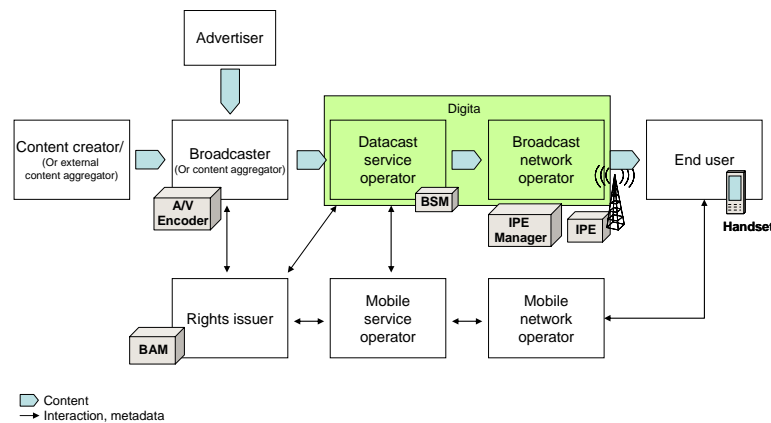 Advertiser
Digita
Content creator/
(Or external
content aggregator)
Broadcaster
(Or content aggregator)
A/V
Encoder
Datacast
service
operator
BSM
Broadcast
network
operator
IPE
Manager
IPE
End user
Handset
Rights issuer
BAM
Mobile
service
operator
Mobile
network
operator
Content
Interaction, metadata